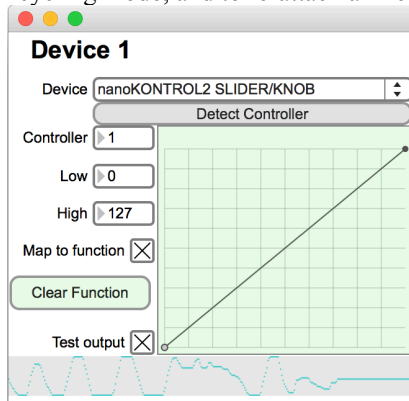 Device 1
Device nanoKONTROL2 SLIDER/KNOB
Detect Controller
Controller 1
Low 0
High 127
Map to function
Clear Function
Test output